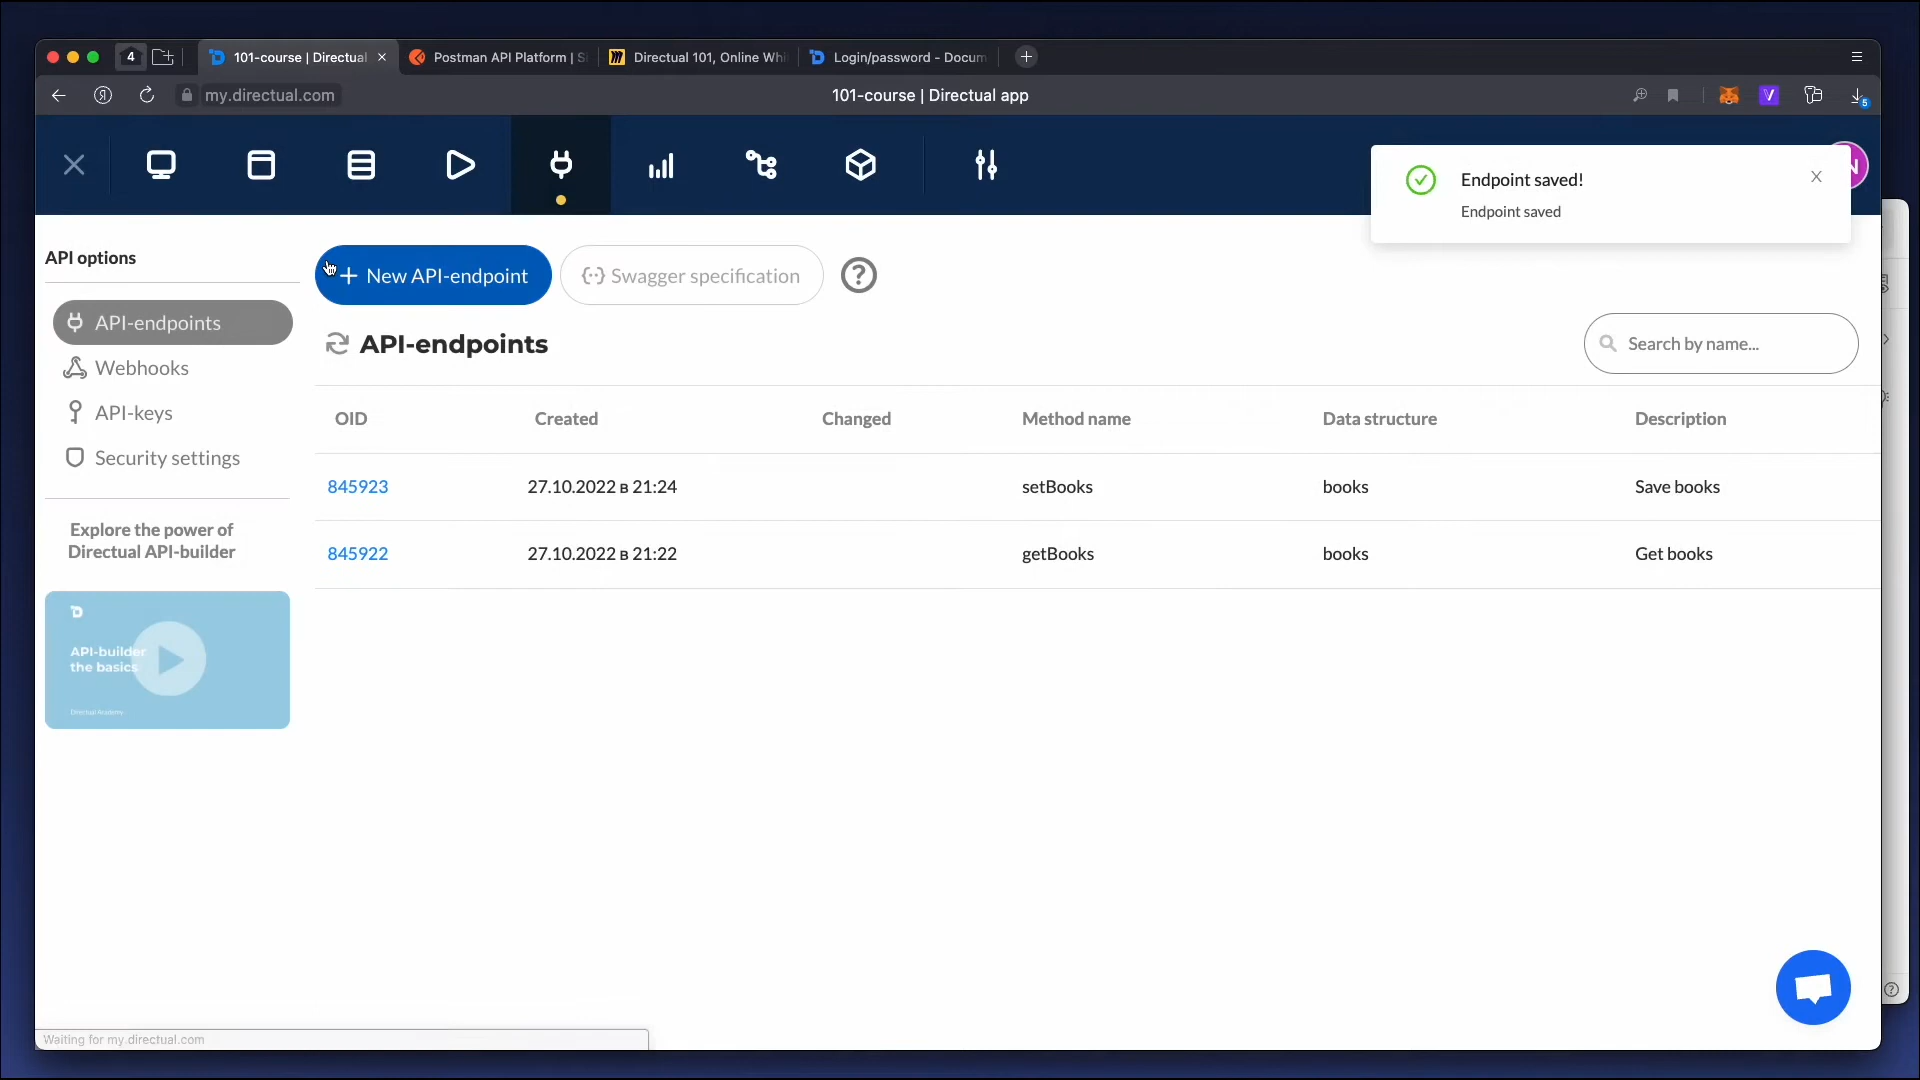 4
101-course | Directual
Postman API Platform | S
Directual 101, Online Whi
Login/password - Docum
my.directual.com
101-course | Directual app
V
5
N
Endpoint saved!
Endpoint saved
API options
API-endpoints
Webhooks
API-keys
Security settings
Explore the power of
Directual API-builder
API-builder
the basics
Directual Academy
+ New API-endpoint
Swagger specification
?
API-endpoints
Search by name...
OID Created Changed Method name Data structure Description
845923 27.10.2022 в 21:24 setBooks books Save books
845922 27.10.2022 в 21:22 getBooks books Get books
?
Waiting for my.directual.com